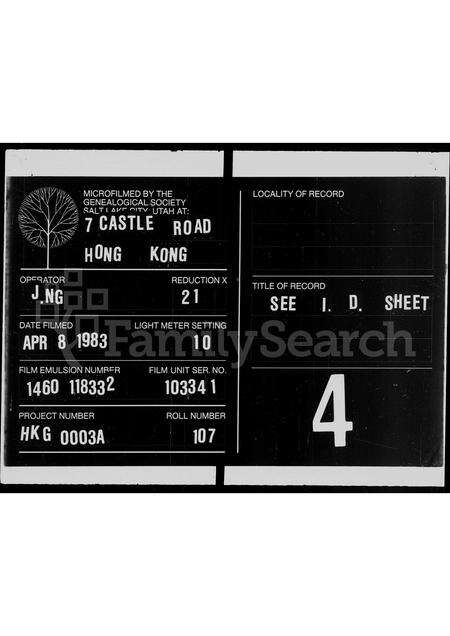 MICROFILMED BY THE
GENEALOGICAL SOCIETY
SALT LAKE CITY, UTAH AT:
7 CASTLE ROAD
HONG KONG
OPERATOR REDUCTION X
J.NG 21
DATE FILMED LIGHT METER SETTING
APR 8 1983 10
FILM EMULSION NUMBER FILM UNIT SER. NO.
1460 118332 103341
PROJECT NUMBER ROLL NUMBER
HKG 0003A 107
LOCALITY OF RECORD
TITLE OF RECORD
SEE I. D. SHEET
4
FamilySearch